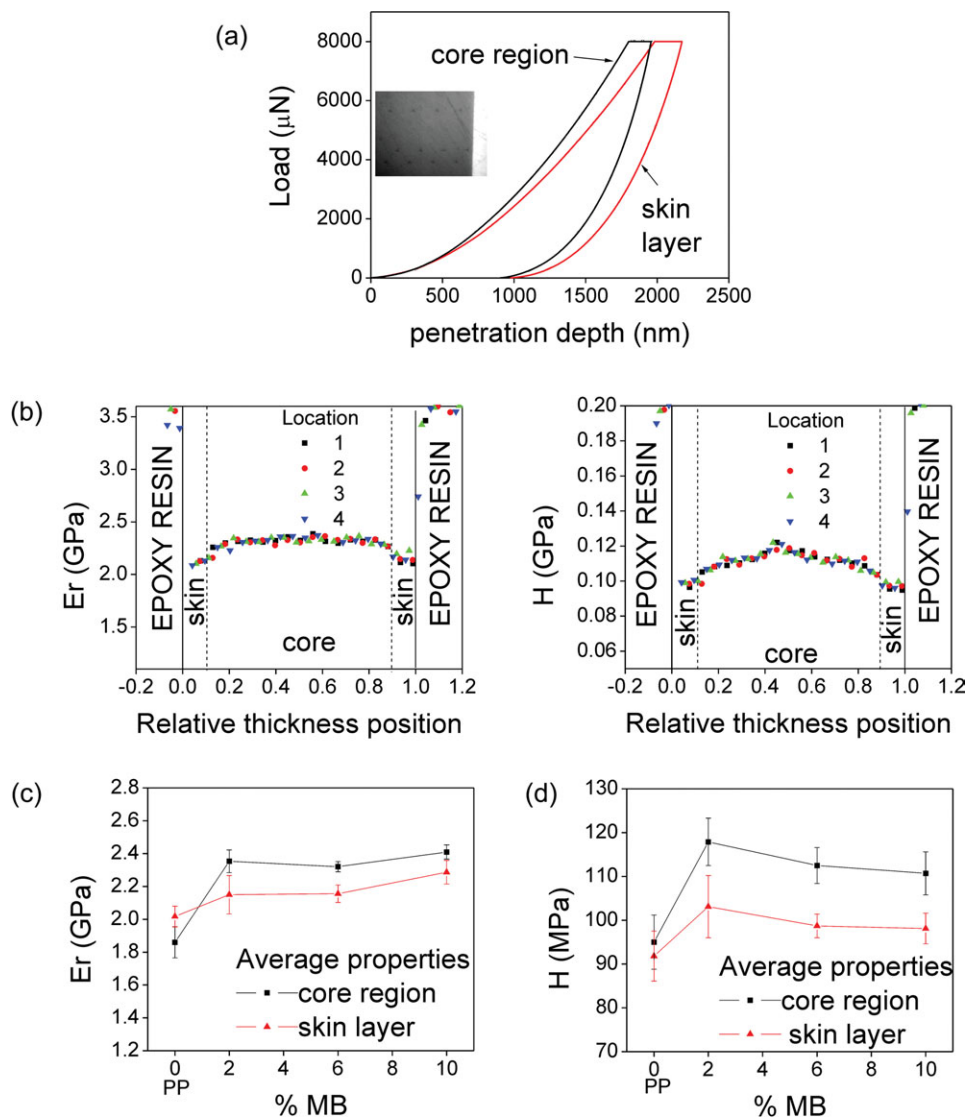 (a)
8000
6000
4000
2000
0
Load (μN)
core region
skin
layer
0 500 1000 1500 2000 2500
penetration depth (nm)
(b)
3.5
3.0
2.5
2.0
1.5
Er (GPa)
EPOXY RESIN
skin
Location
1
2
3
4
core
skin
EPOXY RESIN
-0.2 0.0 0.2 0.4 0.6 0.8 1.0 1.2
Relative thickness position
0.20
0.18
0.16
0.14
0.12
0.10
0.08
0.06
H (GPa)
EPOXY RESIN
skin
Location
1
2
3
4
core
skin
EPOXY RESIN
-0.2 0.0 0.2 0.4 0.6 0.8 1.0 1.2
Relative thickness position
(c)
2.8
2.6
2.4
2.2
2.0
1.8
1.6
1.4
1.2
Er (GPa)
Average properties
core region
skin layer
0 2 4 6 8 10
PP
% MB
(d)
130
120
110
100
90
80
70
H (MPa)
Average properties
core region
skin layer
0 2 4 6 8 10
PP
% MB